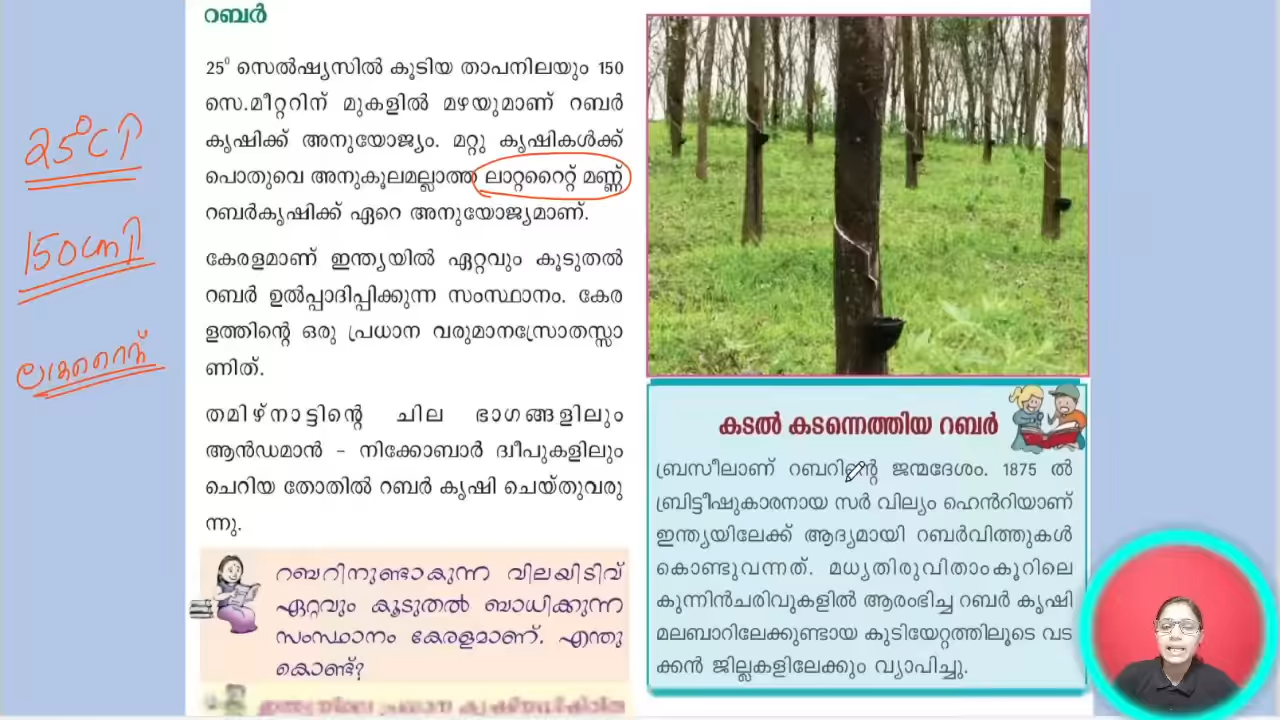 റബർ
25⁰ സെൽഷ്യസിൽ കൂടിയ താപനിലയും 150
സെ.മീറ്ററിന് മുകളിൽ മഴയുമാണ് റബർ
കൃഷിക്ക് അനുയോജ്യം. മറ്റു കൃഷികൾക്ക്
പൊതുവെ അനുകൂലമല്ലാത്ത ലാറ്ററൈറ്റ് മണ്ണ്
റബർകൃഷിക്ക് ഏറെ അനുയോജ്യമാണ്.
കേരളമാണ് ഇന്ത്യയിൽ ഏറ്റവും കൂടുതൽ
റബർ ഉൽപ്പാദിപ്പിക്കുന്ന സംസ്ഥാനം. കേര
ളത്തിന്റെ ഒരു പ്രധാന വരുമാനസ്രോതസ്സാ
ണിത്.
തമിഴ്നാട്ടിന്റെ ചില ഭാഗങ്ങളിലും
ആൻഡമാൻ - നിക്കോബാർ ദ്വീപുകളിലും
ചെറിയ തോതിൽ റബർ കൃഷി ചെയ്തുവരു
ന്നു.
റബറിനുണ്ടാകുന്ന വിലയിടിവ്
ഏറ്റവും കൂടുതൽ ബാധിക്കുന്ന
സംസ്ഥാനം കേരളമാണ്. എന്തു
കൊണ്ട്?
25°C
150cm
കടൽ കടന്നെത്തിയ റബർ
ബ്രസീലാണ് റബറിന്റെ ജന്മദേശം. 1875 ൽ
ബ്രിട്ടീഷുകാരനായ സർ വില്യം ഹെൻറിയാണ്
ഇന്ത്യയിലേക്ക് ആദ്യമായി റബർവിത്തുകൾ
കൊണ്ടുവന്നത്. മധ്യതിരുവിതാംകൂറിലെ
കുന്നിൻചരിവുകളിൽ ആരംഭിച്ച റബർ കൃഷി
മലബാറിലേക്കുണ്ടായ കുടിയേറ്റത്തിലൂടെ വട
ക്കൻ ജില്ലകളിലേക്കും വ്യാപിച്ചു.